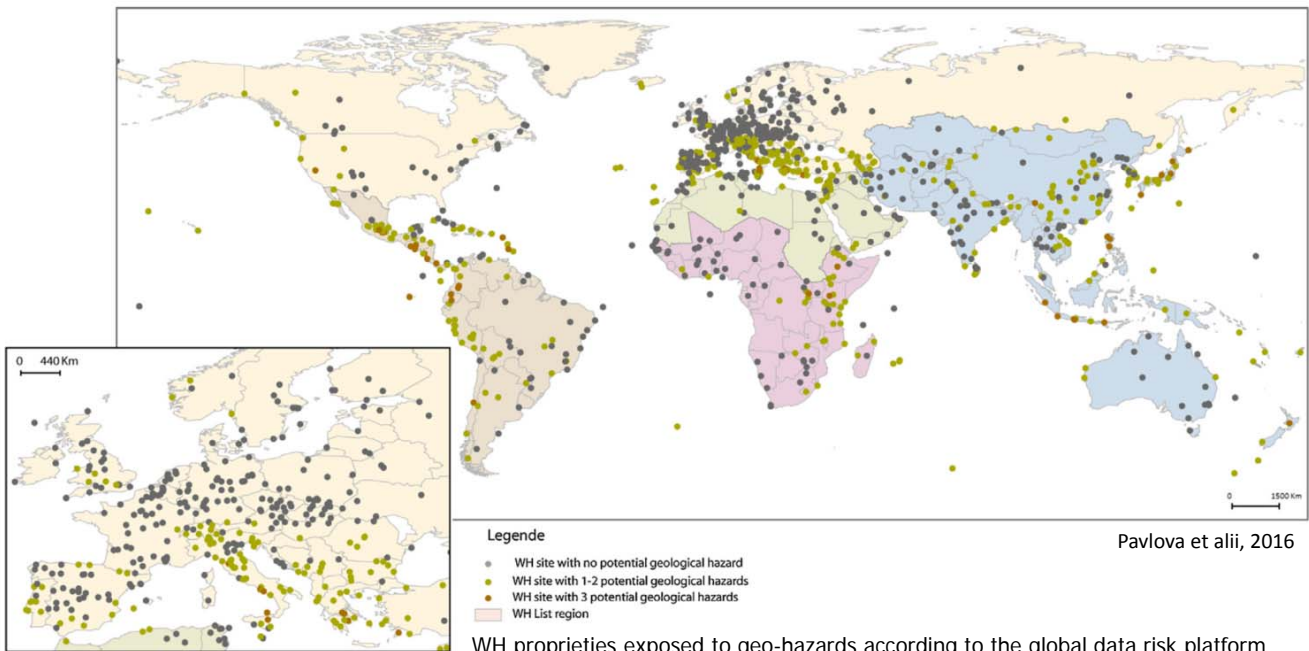 0 440 Km
0 1500 Km
Legende
WH site with no potential geological hazard
WH site with 1-2 potential geological hazards
WH site with 3 potential geological hazards
WH List region
Pavlova et alii, 2016
WH proprieties exposed to geo-hazards according to the global data risk platform